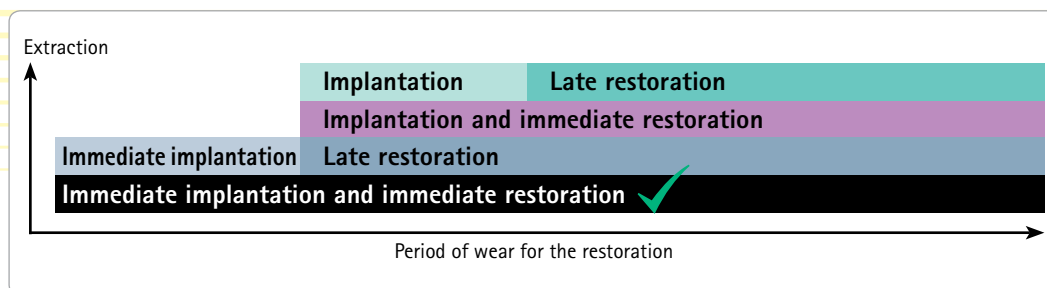 Extraction
Implantation Late restoration
Implantation and immediate restoration
Immediate implantation Late restoration
Immediate implantation and immediate restoration
Period of wear for the restoration